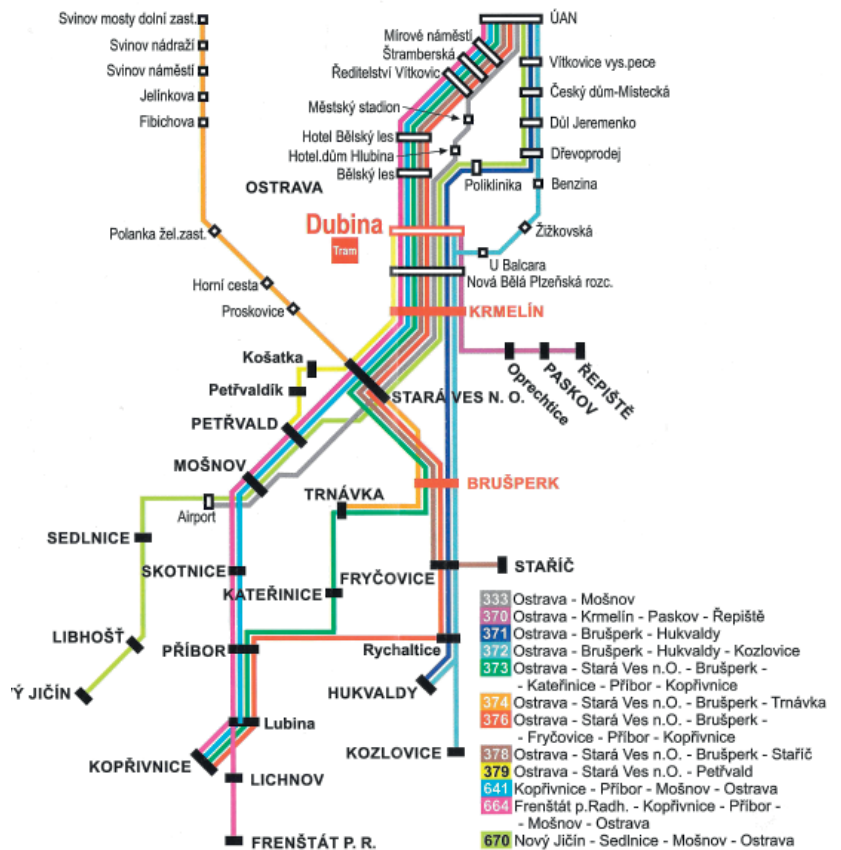 Svinov mosty dolní zast.
Svinov nádraží
Svinov náměstí
Jelínkova
Fibichova
ÚAN
Mírové náměstí
Štramberská
Ředitelství Vítkovic
Vítkovice vys.pece
Český dům-Místecká
Městský stadion
Důl Jeremenko
Hotel Bělský les
Hotel.dům Hlubina
Dřevoprodej
Bělský les
Poliklinika
Benzina
OSTRAVA
Dubina
Tram
Polanka žel.zast.
Žižkovská
U Balcara
Nová Bělá Plzeňská rozc.
Horní cesta
Proskovice
KRMELÍN
Košatka
Petřvaldík
Oprechtice
PASKOV
ŘEPIŠTĚ
STARÁ VES N. O.
PETŘVALD
MOŠNOV
BRUŠPERK
TRNÁVKA
Airport
SEDLNICE
SKOTNICE
FRYČOVICE
STAŘÍČ
KATEŘINICE
LIBHOŠŤ
PŘÍBOR
Rychaltice
Ý JIČÍN
HUKVALDY
Lubina
KOPŘIVNICE
KOZLOVICE
LICHNOV
FRENŠTÁT P. R.
333 Ostrava - Mošnov
370 Ostrava - Krmelín - Paskov - Řepiště
371 Ostrava - Brušperk - Hukvaldy
372 Ostrava - Brušperk - Hukvaldy - Kozlovice
373 Ostrava - Stará Ves n.O. - Brušperk -
- Kateřinice - Příbor - Kopřivnice
374 Ostrava - Stará Ves n.O. - Brušperk - Trnávka
376 Ostrava - Stará Ves n.O. - Brušperk -
- Fryčovice - Příbor - Kopřivnice
378 Ostrava - Stará Ves n.O. - Brušperk - Staříč
379 Ostrava - Stará Ves n.O. - Petřvald
641 Kopřivnice - Příbor - Mošnov - Ostrava
664 Frenštát p.Radh. - Kopřivnice - Příbor -
- Mošnov - Ostrava
670 Nový Jičín - Sedlnice - Mošnov - Ostrava